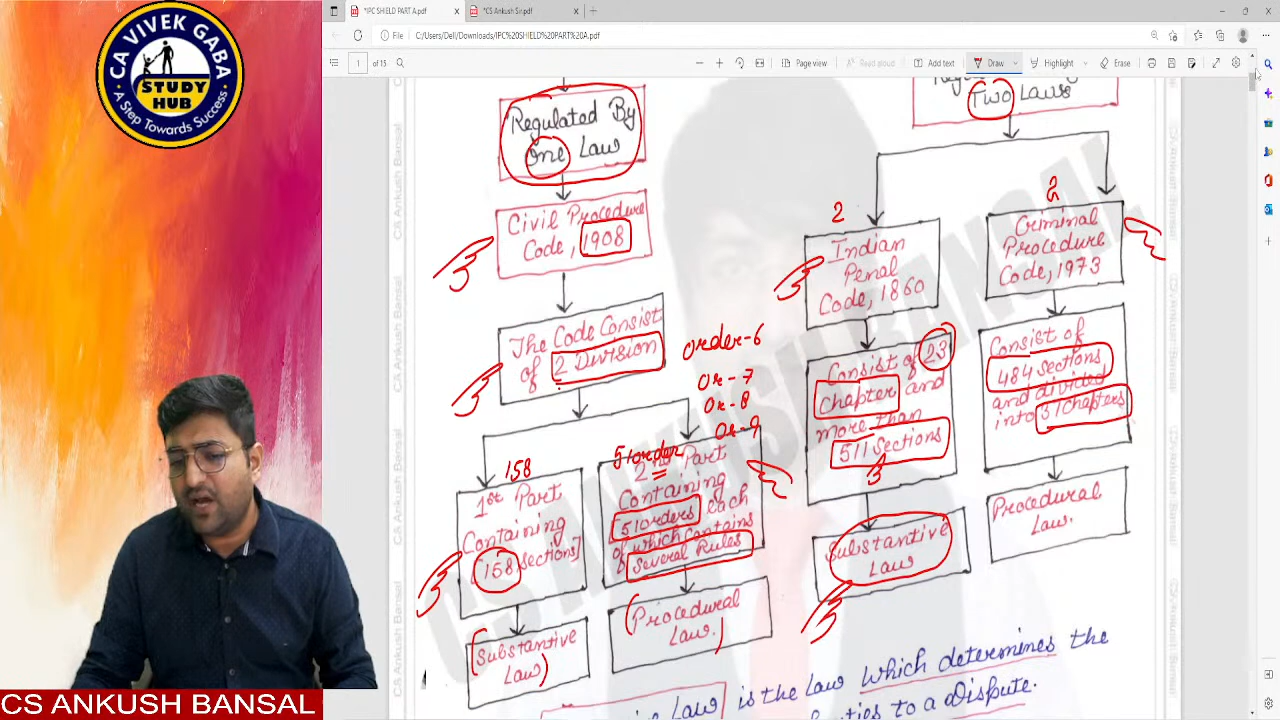 *IPC SHIELD PART A.pdf
*CS Ankush Sir.pdf
File
C:/Users/Dell/Downloads/IPC%20SHIELD%20PART%20A.pdf
1 of 15
Page view
Read aloud
Add text
Draw
Highlight
Erase
CA VIVEK GABA
STUDY
HUB
A Step Towards Success
Regulated By
One Law
Civil Procedure
Code, 1908
The Code Consist
of 2 Division
Order-6
Or-7
Or-8
Or-9
158
1st Part
Containing
[158 Sections]
(Substantive
Law)
51 order
2nd Part
Containing
51 orders each
of which contains
Several Rules
(Procedural
Law.)
Two Laws
2
Indian
Penal
Code, 1860
Consist of 23
Chapter and
more than
511 Sections
Substantive
Law
2
Criminal
Procedure
Code, 1973
Consist of
484 Sections
and divided
into 37 Chapters
Procedural
Law.
Law is the law which determines the
to a Dispute.
CS ANKUSH BANSAL
CS ANKUSH BANSAL